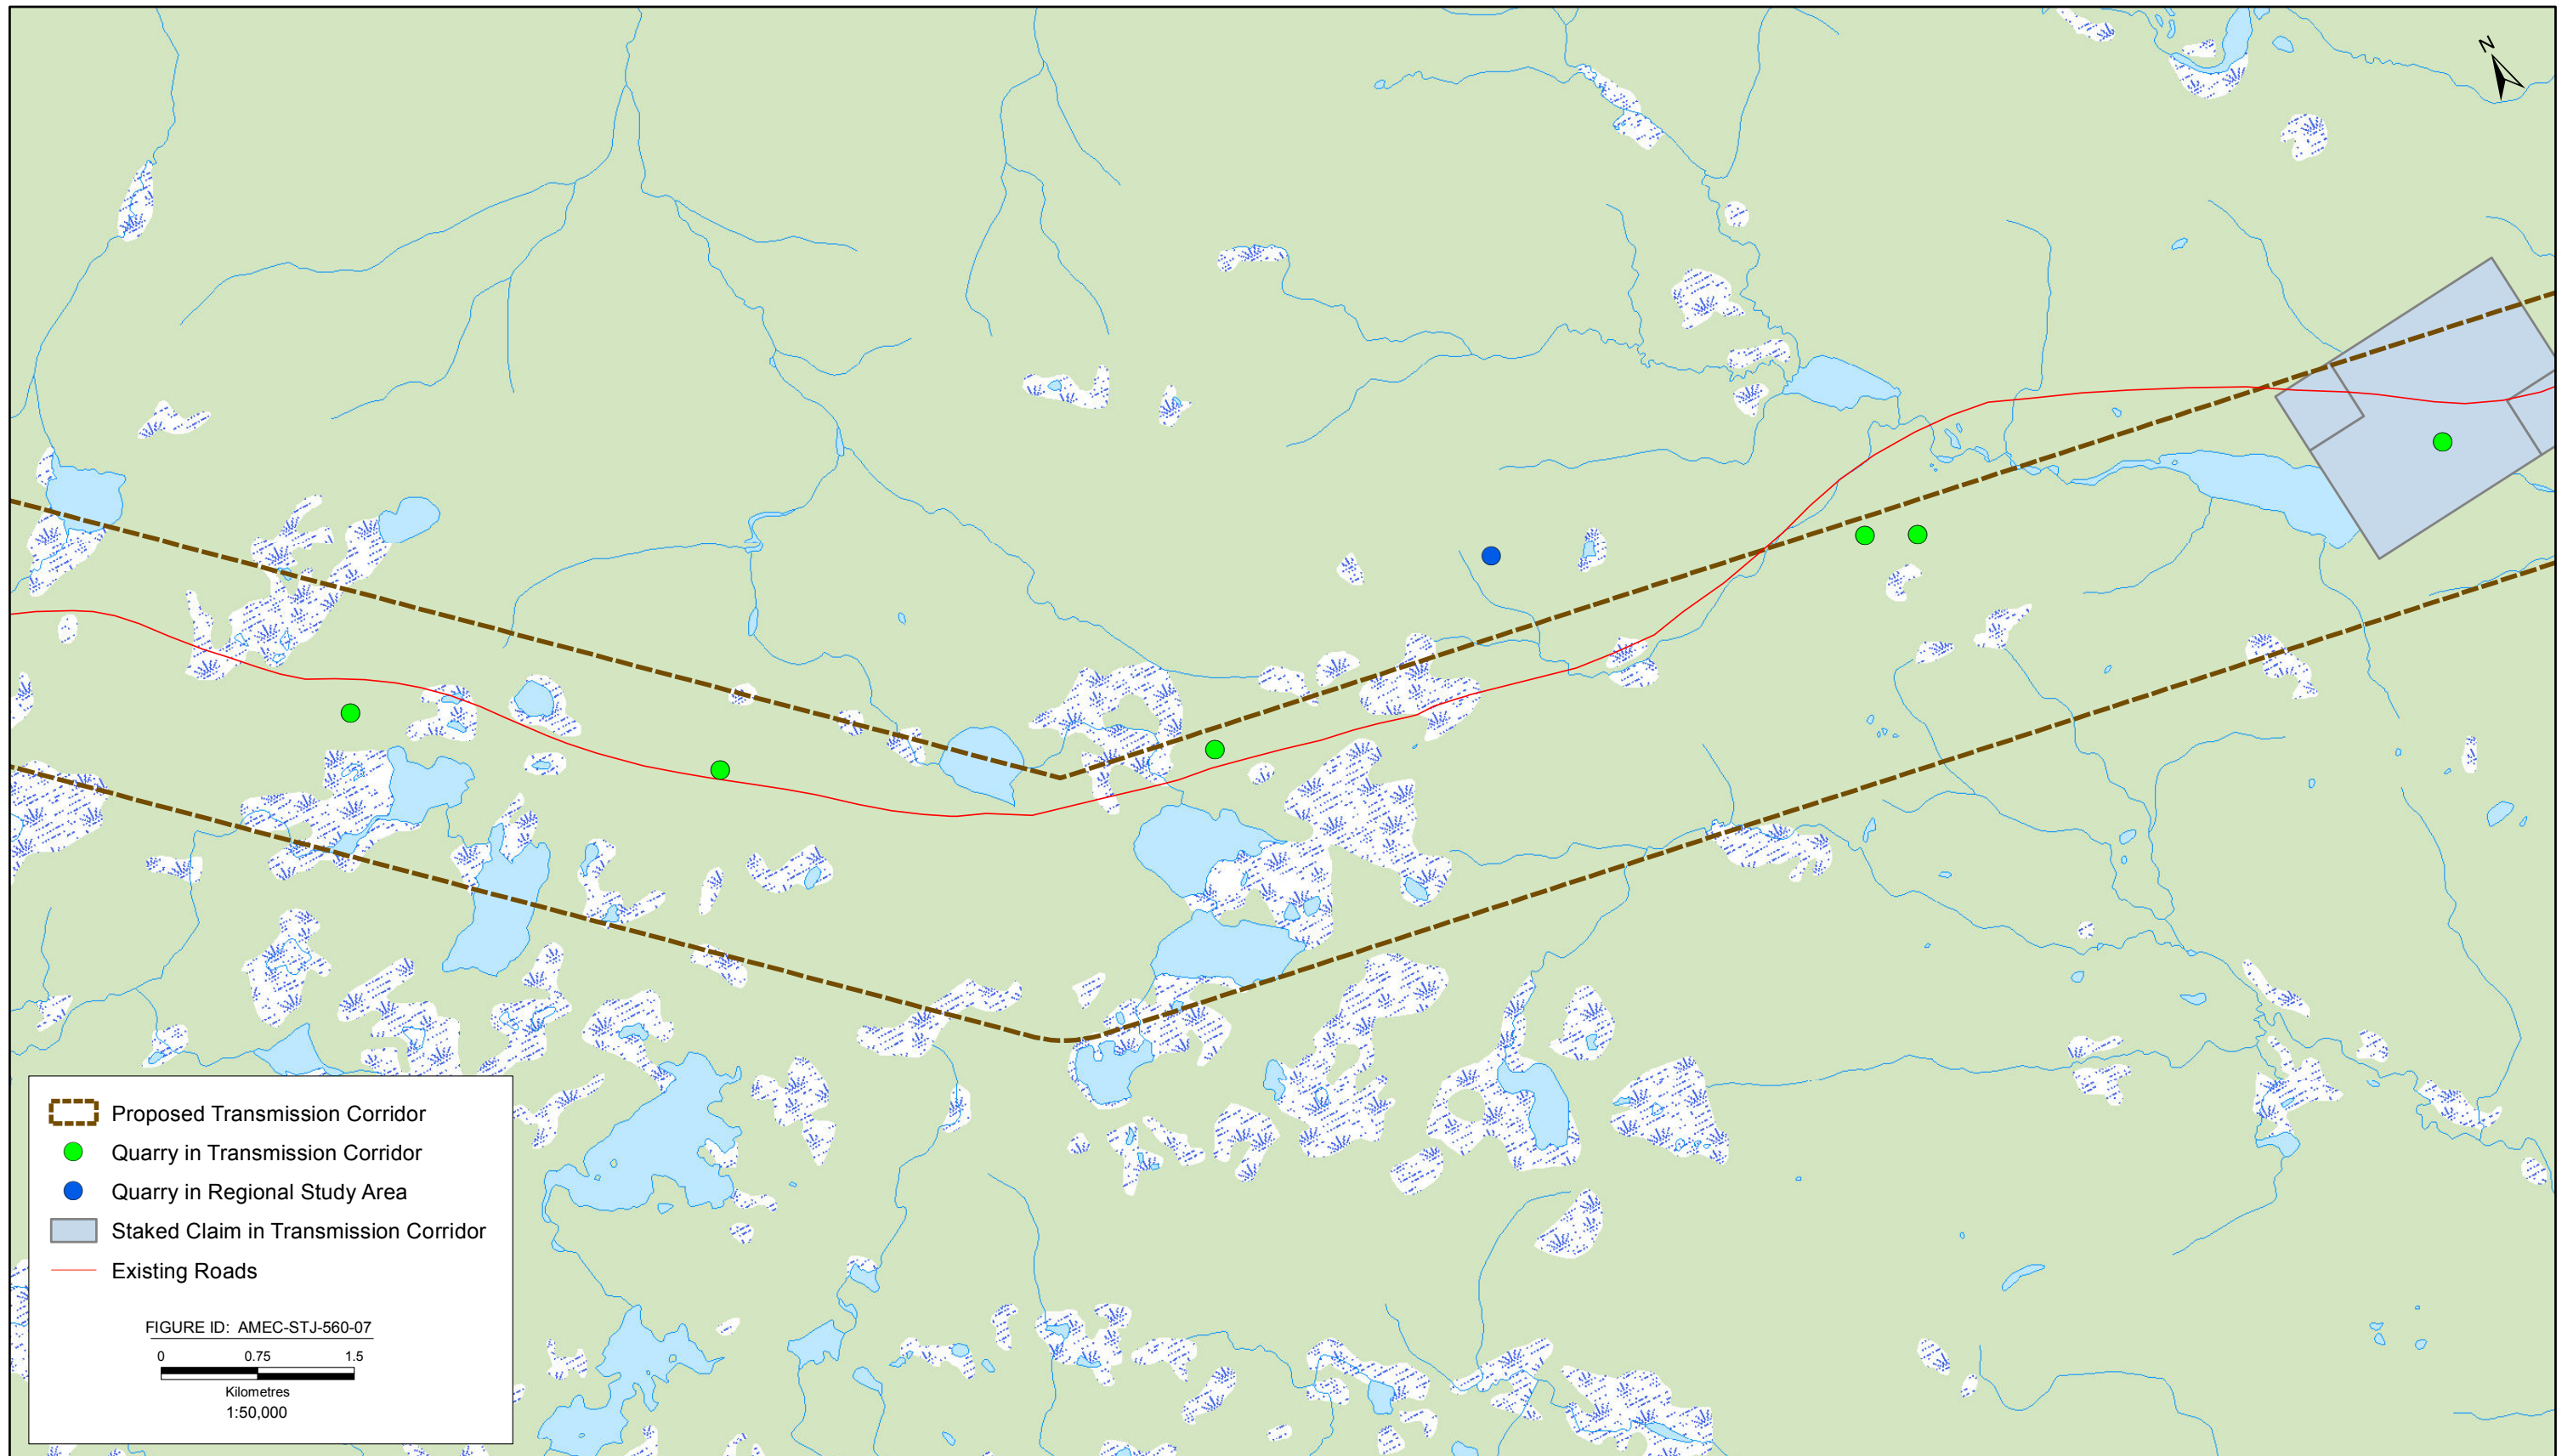 N
Proposed Transmission Corridor
Quarry in Transmission Corridor
Quarry in Regional Study Area
Staked Claim in Transmission Corridor
Existing Roads
FIGURE ID: AMEC-STJ-560-07
0 0.75 1.5
Kilometres
1:50,000